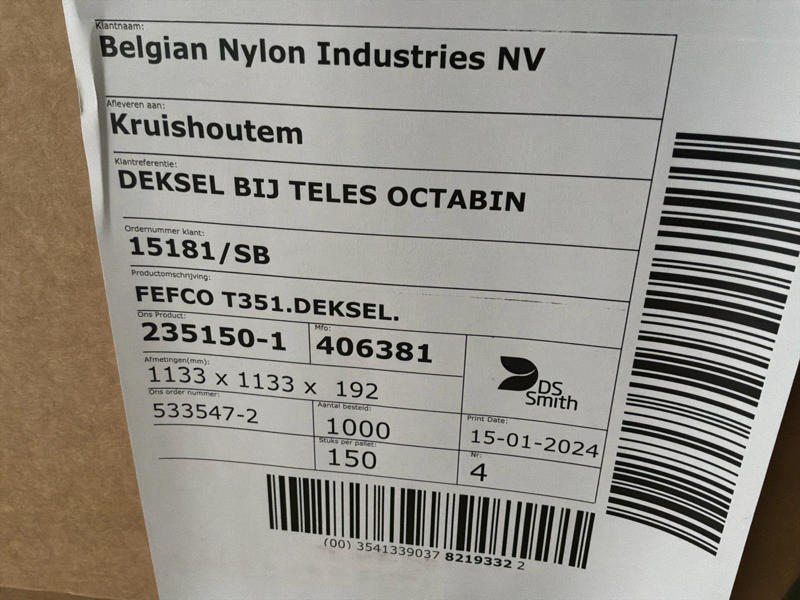 Klantnaam:
Belgian Nylon Industries NV
Afleveren aan:
Kruishoutem
Klantreferentie:
DEKSEL BIJ TELES OCTABIN
Ordernummer klant:
15181/SB
Productomschrijving:
FEFCO T351.DEKSEL.
Ons Product:
235150-1
Mfo:
406381
Afmetingen(mm):
1133 x 1133 x 192
DS
Smith
Ons order nummer:
533547-2
Aantal besteld:
1000
Print Date:
15-01-2024
Stuks per pallet:
150
Nr:
4
(00) 3541339037 8219332 2